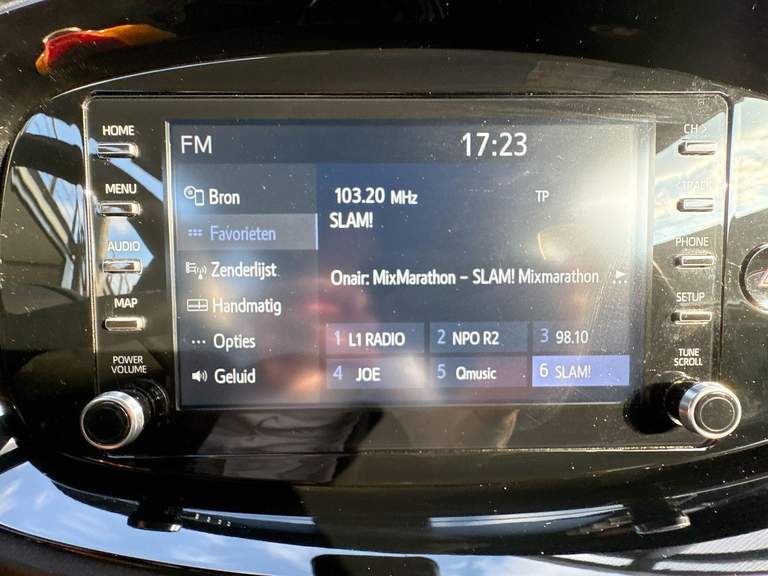 HOME
MENU
AUDIO
MAP
POWER
VOLUME
FM
17:23
Bron
Favorieten
Zenderlijst
Handmatig
Opties
Geluid
103.20 MHz
TP
SLAM!
Onair: MixMarathon – SLAM! Mixmarathon ...
1 L1 RADIO
2 NPO R2
3 98.10
4 JOE
5 Qmusic
6 SLAM!
CH >
TRACK
PHONE
SETUP
TUNE
SCROLL